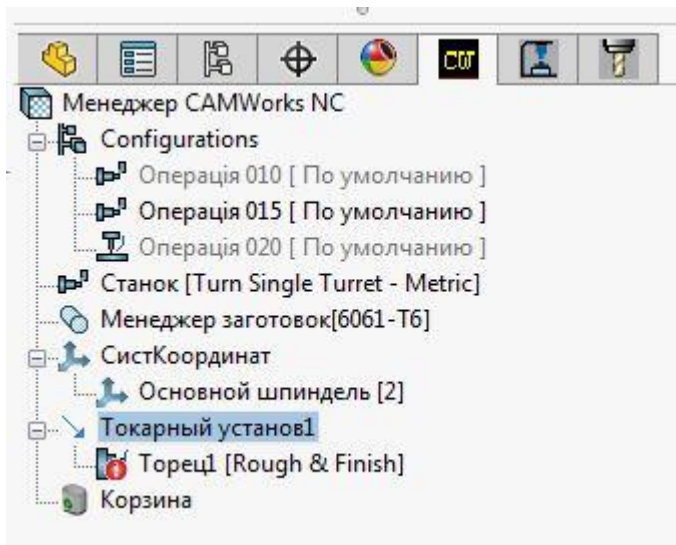 CW
Менеджер CAMWorks NC
Configurations
Операція 010 [ По умолчанию ]
Операція 015 [ По умолчанию ]
Операція 020 [ По умолчанию ]
Станок [Turn Single Turret - Metric]
Менеджер заготовок[6061-T6]
СистКоординат
Основной шпиндель [2]
Токарный установ1
Торец1 [Rough & Finish]
Корзина